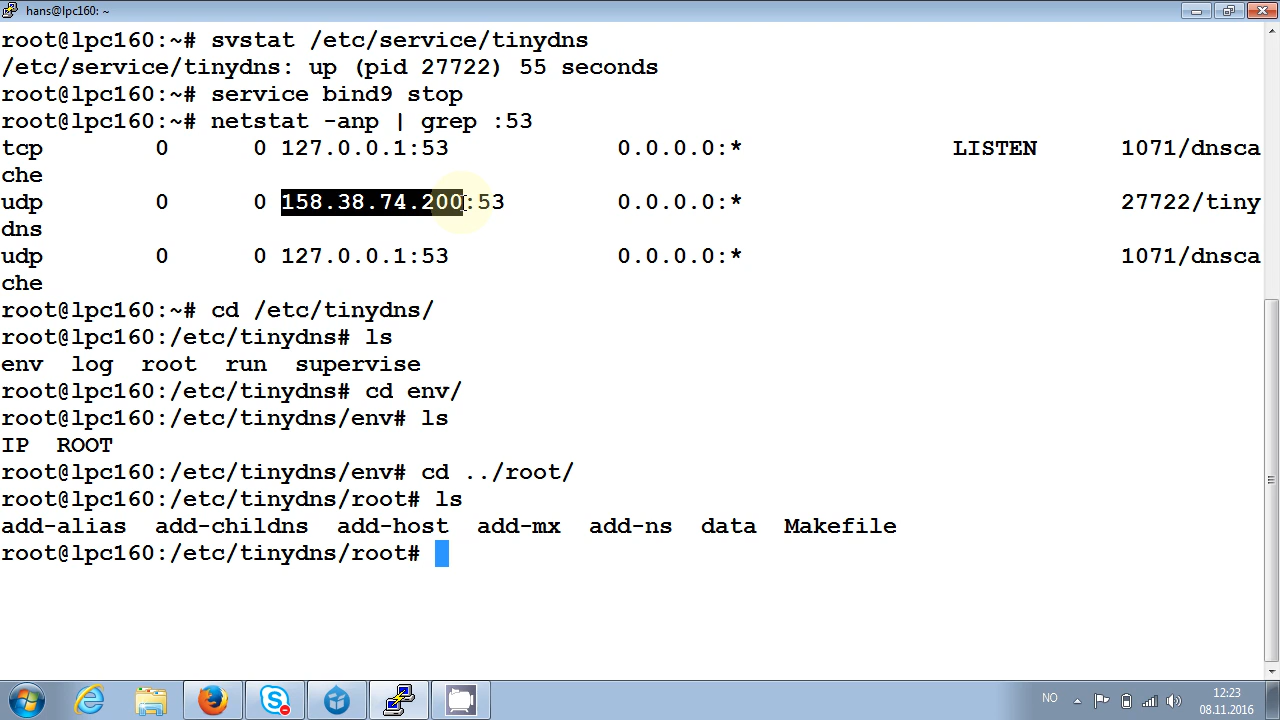 hans@lpc160: ~
root@lpc160:~# svstat /etc/service/tinydns
/etc/service/tinydns: up (pid 27722) 55 seconds
root@lpc160:~# service bind9 stop
root@lpc160:~# netstat -anp | grep :53
tcp 0 0 127.0.0.1:53 0.0.0.0:* LISTEN 1071/dnsca
che
udp 0 0 158.38.74.200:53 0.0.0.0:* 27722/tiny
dns
udp 0 0 127.0.0.1:53 0.0.0.0:* 1071/dnsca
che
root@lpc160:~# cd /etc/tinydns/
root@lpc160:/etc/tinydns# ls
env log root run supervise
root@lpc160:/etc/tinydns# cd env/
root@lpc160:/etc/tinydns/env# ls
IP ROOT
root@lpc160:/etc/tinydns/env# cd ../root/
root@lpc160:/etc/tinydns/root# ls
add-alias add-childns add-host add-mx add-ns data Makefile
root@lpc160:/etc/tinydns/root#
NO
12:23
08.11.2016